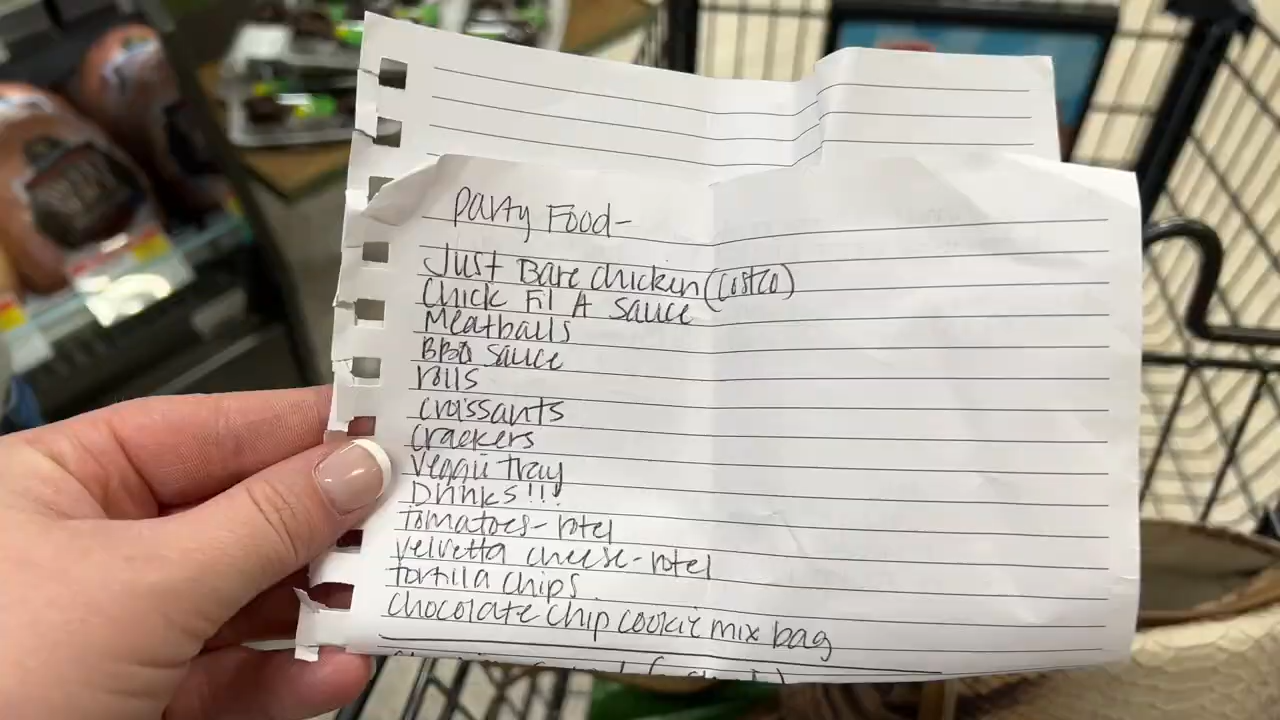 Party Food-
Just Bare Chicken (Costco)
Chick Fil A Sauce
Meatballs
BBQ sauce
rolls
croissants
crackers
veggie tray
Drinks!!!
tomatoes-rotel
velvetta cheese-rotel
tortilla chips
chocolate chip cookie mix bag